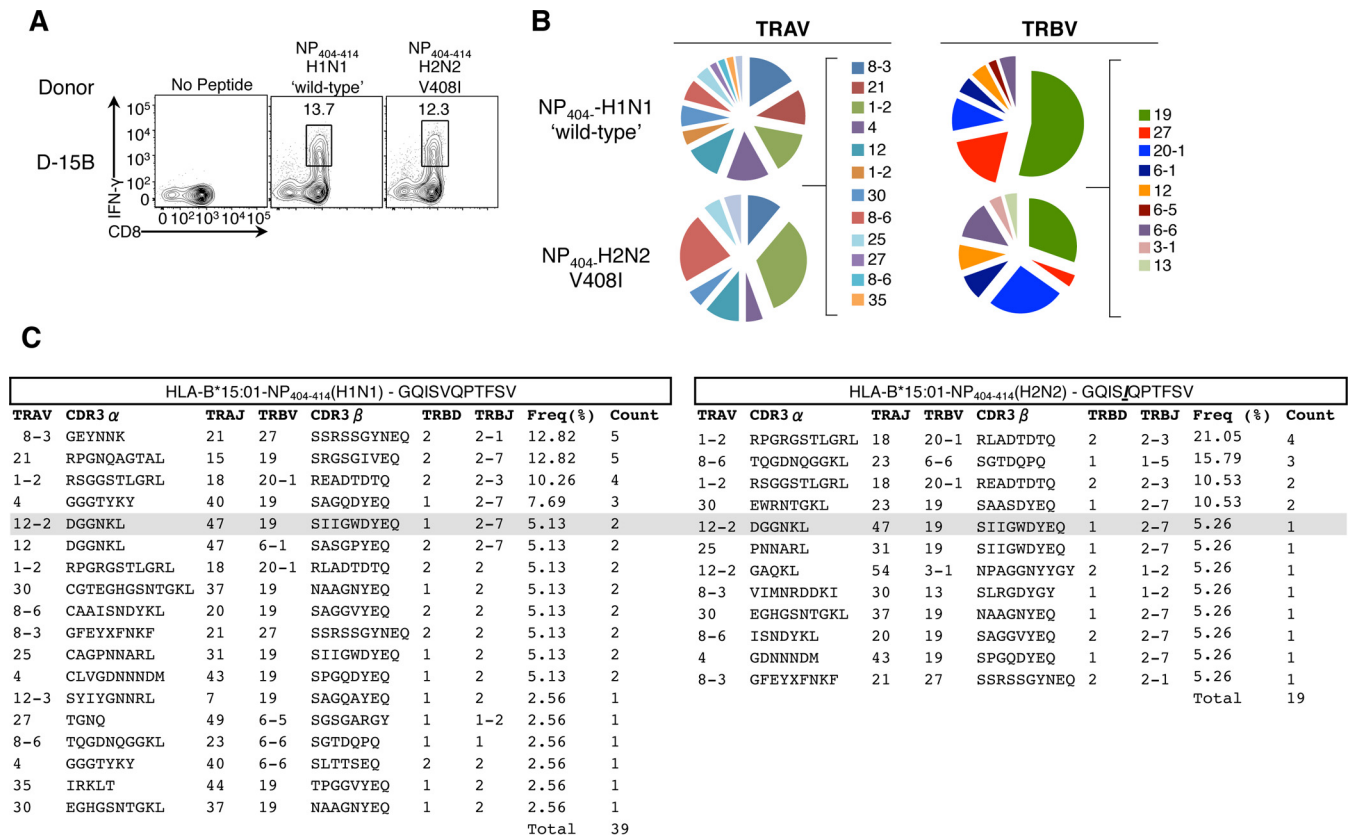 A
Donor
D-15B
No Peptide
NP404-414
H1N1
'wild-type'
NP404-414
H2N2
V408I
13.7
12.3
10⁵
10⁴
10³
10²
0
IFN-γ
0 10²10³ 10⁴ 10⁵
CD8
B
TRAV
TRBV
NP404--H1N1
'wild-type'
NP404-H2N2
V408I
8-3
21
1-2
4
12
1-2
30
8-6
25
27
8-6
35
19
27
20-1
6-1
12
6-5
6-6
3-1
13
C
HLA-B*15:01-NP404-414(H1N1) - GQISVQPTFSV
TRAV CDR3α TRAJ TRBV CDR3β TRBD TRBJ Freq(%) Count
8-3 GEYNNK 21 27 SSRSSGYNEQ 2 2-1 12.82 5
21 RPGNQAGTAL 15 19 SRGSGIVEQ 2 2-7 12.82 5
1-2 RSGGSTLGRL 18 20-1 READTDTQ 2 2-3 10.26 4
4 GGGTYKY 40 19 SAGQDYEQ 1 2-7 7.69 3
12-2 DGGNKL 47 19 SIIGWDYEQ 1 2-7 5.13 2
12 DGGNKL 47 6-1 SASGPYEQ 2 2-7 5.13 2
1-2 RPGRGSTLGRL 18 20-1 RLADTDTQ 2 2 5.13 2
30 CGTEGHGSNTGKL 37 19 NAAGNYEQ 1 2 5.13 2
8-6 CAAISNDYKL 20 19 SAGGVYEQ 2 2 5.13 2
8-3 GFEYXFNKF 21 27 SSRSSGYNEQ 2 2 5.13 2
25 CAGPNNARL 31 19 SIIGWDYEQ 1 2 5.13 2
4 CLVGDNNNDM 43 19 SPGQDYEQ 1 2 5.13 2
12-3 SYIYGNNRL 7 19 SAGQAYEQ 1 2 2.56 1
27 TGNQ 49 6-5 SGSGARGY 1 1-2 2.56 1
8-6 TQGDNQGGKL 23 6-6 SGTDQPQ 1 1 2.56 1
4 GGGTYKY 40 6-6 SLTTSEQ 2 2 2.56 1
35 IRKLT 44 19 TPGGVYEQ 1 2 2.56 1
30 EGHGSNTGKL 37 19 NAAGNYEQ 1 2 2.56 1
Total 39
HLA-B*15:01-NP404-414(H2N2) - GQISIQPTFSV
TRAV CDR3α TRAJ TRBV CDR3β TRBD TRBJ Freq (%) Count
1-2 RPGRGSTLGRL 18 20-1 RLADTDTQ 2 2-3 21.05 4
8-6 TQGDNQGGKL 23 6-6 SGTDQPQ 1 1-5 15.79 3
1-2 RSGGSTLGRL 18 20-1 READTDTQ 2 2-3 10.53 2
30 EWRNTGKL 23 19 SAASDYEQ 1 2-7 10.53 2
12-2 DGGNKL 47 19 SIIGWDYEQ 1 2-7 5.26 1
25 PNNARL 31 19 SIIGWDYEQ 1 2-7 5.26 1
12-2 GAQKL 54 3-1 NPAGGNYYGY 2 1-2 5.26 1
8-3 VIMNRDDKI 30 13 SLRGDYGY 1 1-2 5.26 1
30 EGHGSNTGKL 37 19 NAAGNYEQ 1 2-7 5.26 1
8-6 ISNDYKL 20 19 SAGGVYEQ 2 2-7 5.26 1
4 GDNNNDM 43 19 SPGQDYEQ 1 2-7 5.26 1
8-3 GFEYXFNKF 21 27 SSRSSGYNEQ 2 2-1 5.26 1
Total 19